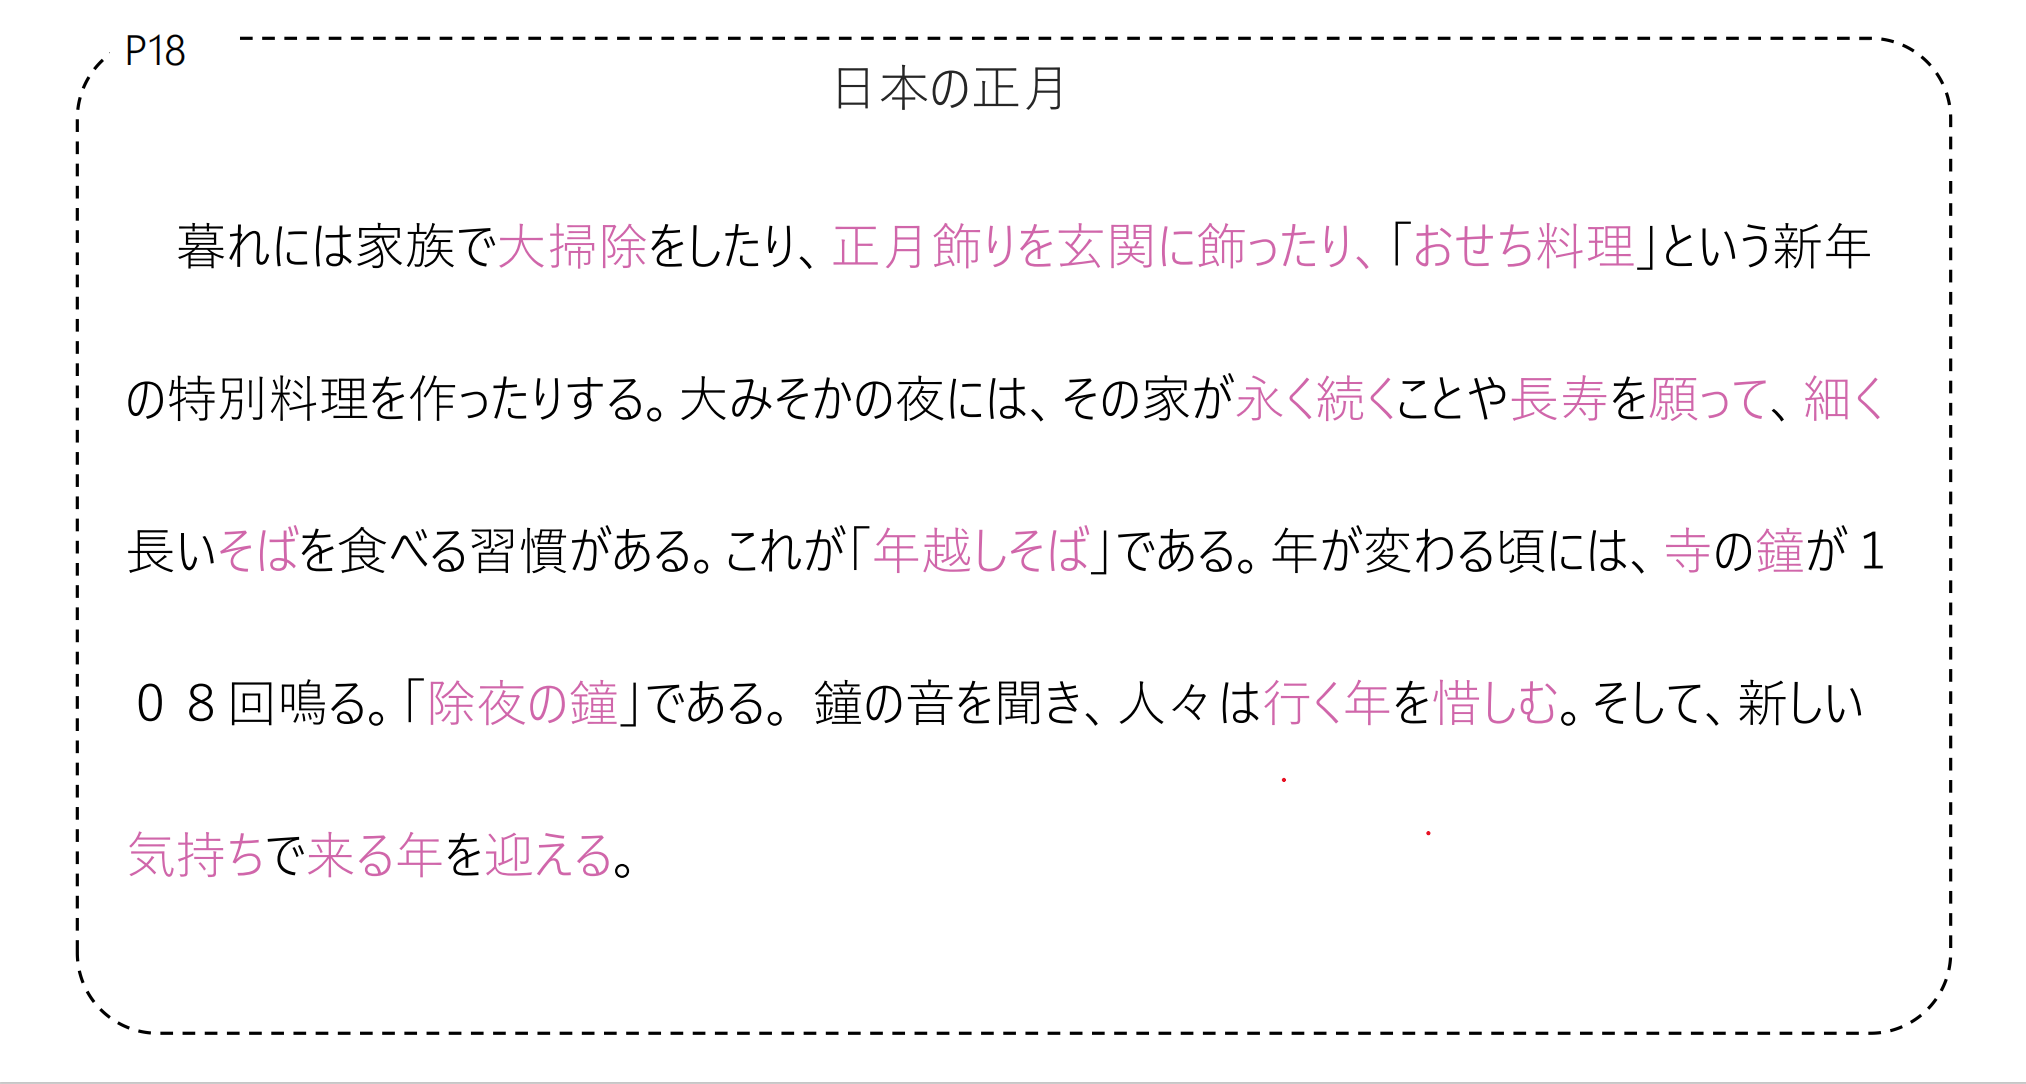 P18
日本の正月
暮れには家族で大掃除をしたり、正月飾りを玄関に飾ったり、「おせち料理」という新年
の特別料理を作ったりする。大みそかの夜には、その家が永く続くことや長寿を願って、細く
長いそばを食べる習慣がある。これが「年越しそば」である。年が変わる頃には、寺の鐘が１
０８回鳴る。「除夜の鐘」である。鐘の音を聞き、人々は行く年を惜しむ。そして、新しい
気持ちで来る年を迎える。